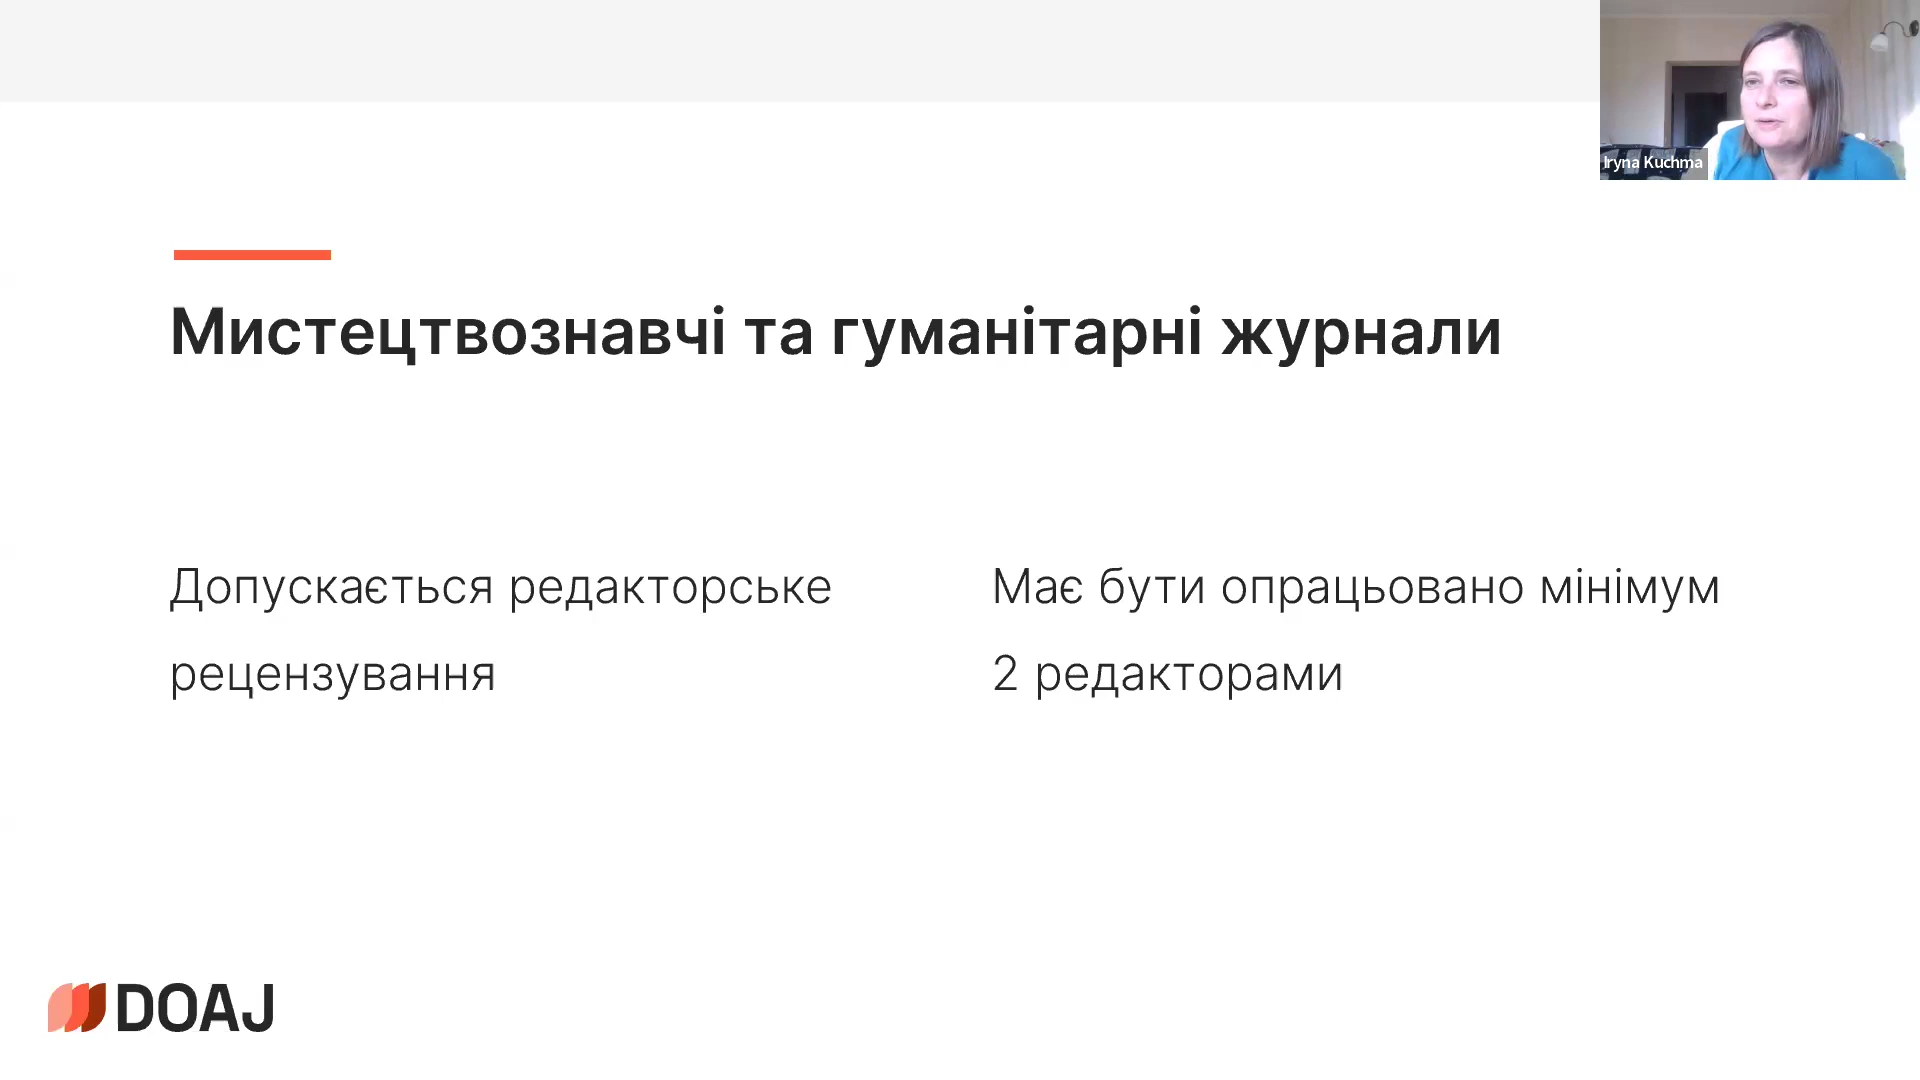 Iryna Kuchma
Мистецтвознавчі та гуманітарні журнали
Допускається редакторське
рецензування
Має бути опрацьовано мінімум
2 редакторами
DOAJ